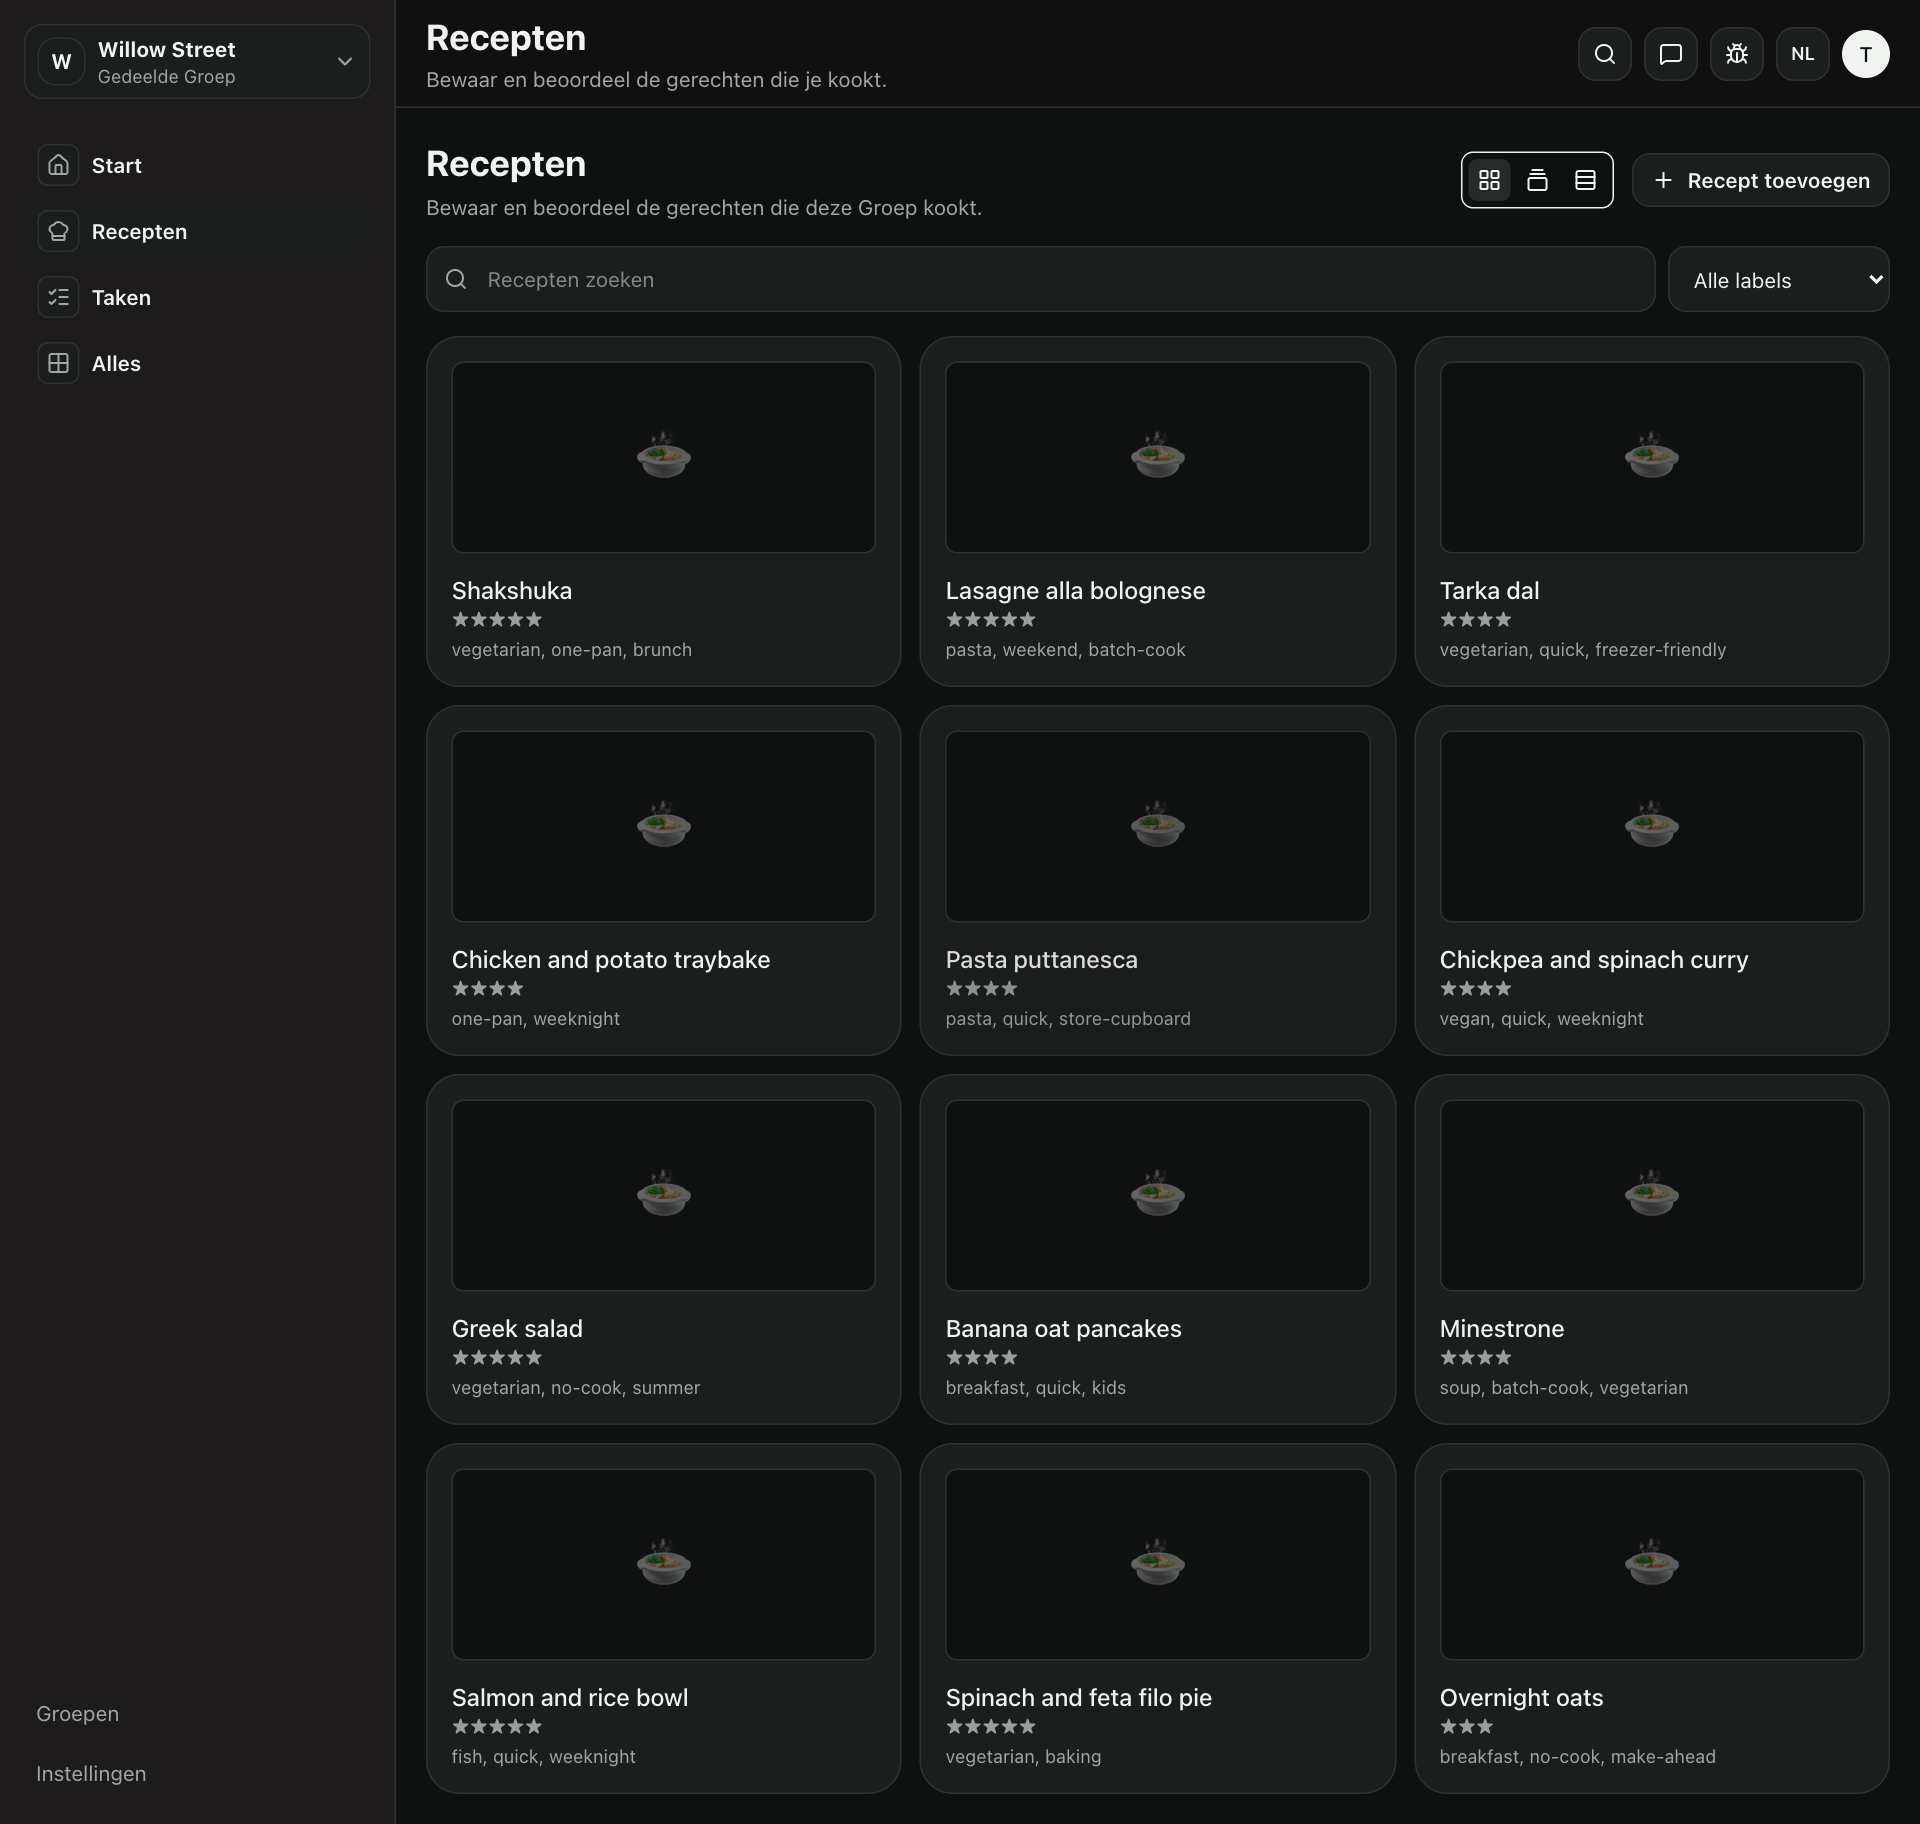 W
Willow Street
Gedeelde Groep
Start
Recepten
Taken
Alles
Groepen
Instellingen
Recepten
Bewaar en beoordeel de gerechten die je kookt.
NL
T
Recepten
Bewaar en beoordeel de gerechten die deze Groep kookt.
Recept toevoegen
Recepten zoeken
Alle labels
Shakshuka
★★★★★
vegetarian, one-pan, brunch
Lasagne alla bolognese
★★★★★
pasta, weekend, batch-cook
Tarka dal
★★★★
vegetarian, quick, freezer-friendly
Chicken and potato traybake
★★★★
one-pan, weeknight
Pasta puttanesca
★★★★
pasta, quick, store-cupboard
Chickpea and spinach curry
★★★★
vegan, quick, weeknight
Greek salad
★★★★★
vegetarian, no-cook, summer
Banana oat pancakes
★★★★
breakfast, quick, kids
Minestrone
★★★★
soup, batch-cook, vegetarian
Salmon and rice bowl
★★★★★
fish, quick, weeknight
Spinach and feta filo pie
★★★★★
vegetarian, baking
Overnight oats
★★★
breakfast, no-cook, make-ahead